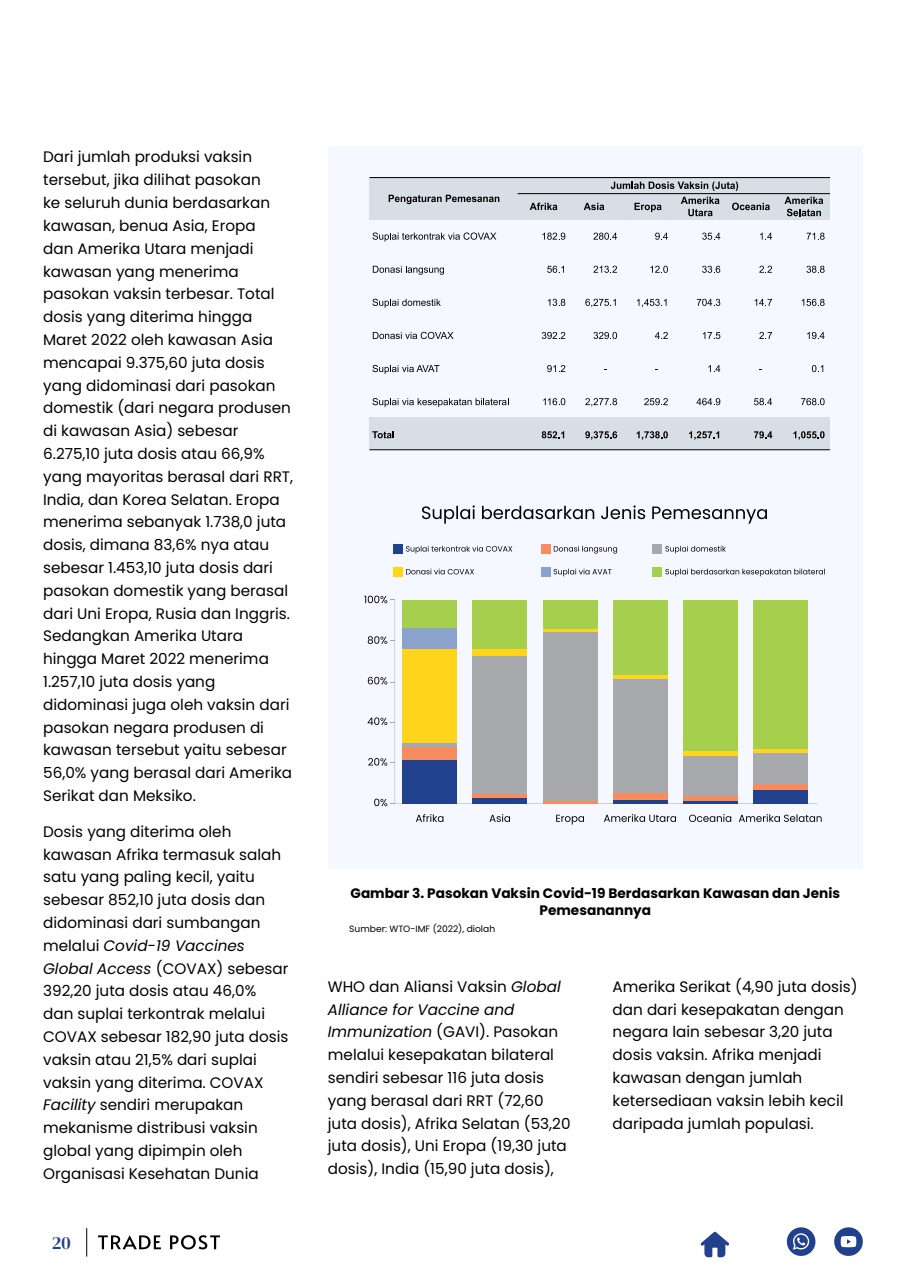 Dari jumlah produksi vaksin
tersebut, jika dilihat pasokan
ke seluruh dunia berdasarkan
kawasan, benua Asia, Eropa
dan Amerika Utara menjadi
kawasan yang menerima
pasokan vaksin terbesar. Total
dosis yang diterima hingga
Maret 2022 oleh kawasan Asia
mencapai 9.375,60 juta dosis
yang didominasi dari pasokan
domestik (dari negara produsen
di kawasan Asia) sebesar
6.275,10 juta dosis atau 66,9%
yang mayoritas berasal dari RRT,
India, dan Korea Selatan. Eropa
menerima sebanyak 1.738,0 juta
dosis, dimana 83,6% nya atau
sebesar 1.453,10 juta dosis dari
pasokan domestik yang berasal
dari Uni Eropa, Rusia dan Inggris.
Sedangkan Amerika Utara
hingga Maret 2022 menerima
1.257,10 juta dosis yang
didominasi juga oleh vaksin dari
pasokan negara produsen di
kawasan tersebut yaitu sebesar
56,0% yang berasal dari Amerika
Serikat dan Meksiko.
Dosis yang diterima oleh
kawasan Afrika termasuk salah
satu yang paling kecil, yaitu
sebesar 852,10 juta dosis dan
didominasi dari sumbangan
melalui Covid-19 Vaccines
Global Access (COVAX) sebesar
392,20 juta dosis atau 46,0%
dan suplai terkontrak melalui
COVAX sebesar 182,90 juta dosis
vaksin atau 21,5% dari suplai
vaksin yang diterima. COVAX
Facility sendiri merupakan
mekanisme distribusi vaksin
global yang dipimpin oleh
Organisasi Kesehatan Dunia
Pengaturan Pemesanan Jumlah Dosis Vaksin (Juta)
Afrika Asia Eropa Amerika Utara Oceania Amerika Selatan
Suplai terkontrak via COVAX 182.9 280.4 9.4 35.4 1.4 71.8
Donasi langsung 56.1 213.2 12.0 33.6 2.2 38.8
Suplai domestik 13.8 6,275.1 1,453.1 704.3 14.7 156.8
Donasi via COVAX 392.2 329.0 4.2 17.5 2.7 19.4
Suplai via AVAT 91.2 - - 1.4 - 0.1
Suplai via kesepakatan bilateral 116.0 2,277.8 259.2 464.9 58.4 768.0
Total 852.1 9,375.6 1,738.0 1,257.1 79.4 1,055.0
Suplai berdasarkan Jenis Pemesannya
Suplai terkontrak via COVAX Donasi langsung Suplai domestik
Donasi via COVAX Suplai via AVAT Suplai berdasarkan kesepakatan bilateral
100%
80%
60%
40%
20%
0%
Afrika Asia Eropa Amerika Utara Oceania Amerika Selatan
Gambar 3. Pasokan Vaksin Covid-19 Berdasarkan Kawasan dan Jenis
Pemesanannya
Sumber: WTO-IMF (2022), diolah
WHO dan Aliansi Vaksin Global
Alliance for Vaccine and
Immunization (GAVI). Pasokan
melalui kesepakatan bilateral
sendiri sebesar 116 juta dosis
yang berasal dari RRT (72,60
juta dosis), Afrika Selatan (53,20
juta dosis), Uni Eropa (19,30 juta
dosis), India (15,90 juta dosis),
Amerika Serikat (4,90 juta dosis)
dan dari kesepakatan dengan
negara lain sebesar 3,20 juta
dosis vaksin. Afrika menjadi
kawasan dengan jumlah
ketersediaan vaksin lebih kecil
daripada jumlah populasi.
20 TRADE POST